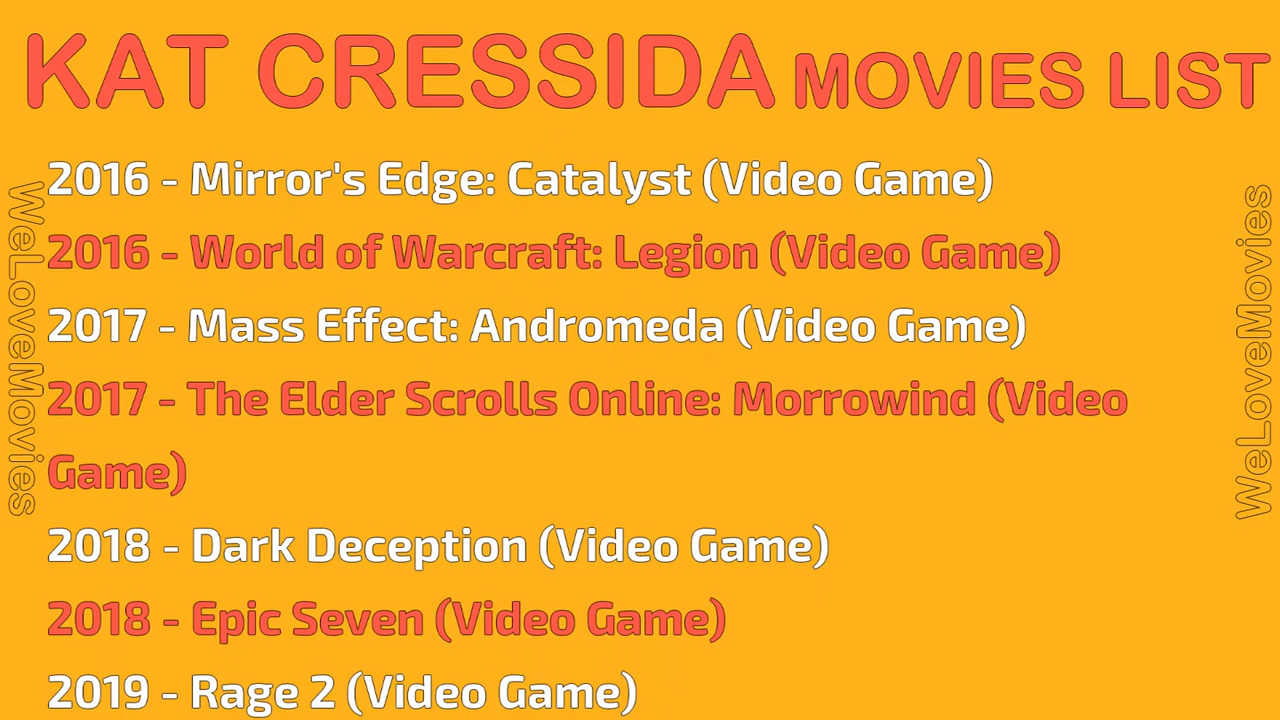 KAT CRESSIDA MOVIES LIST
2016 - Mirror's Edge: Catalyst (Video Game)
2016 - World of Warcraft: Legion (Video Game)
2017 - Mass Effect: Andromeda (Video Game)
2017 - The Elder Scrolls Online: Morrowind (Video
Game)
2018 - Dark Deception (Video Game)
2018 - Epic Seven (Video Game)
2019 - Rage 2 (Video Game)
WeLoveMovies
WeLoveMovies